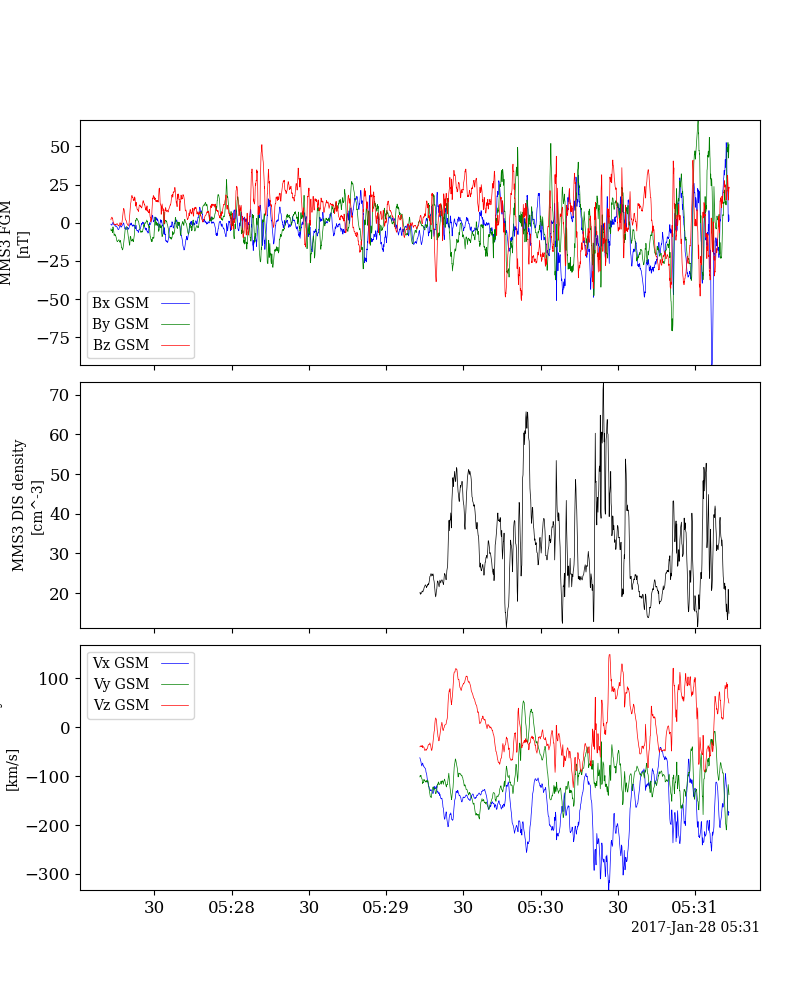 50
25
0
−25
−50
−75
MMS3 FGM
[nT]
Bx GSM
By GSM
Bz GSM
70
60
50
40
30
20
MMS3 DIS density
[cm^-3]
100
0
−100
−200
−300
[km/s]
Vx GSM
Vy GSM
Vz GSM
30 05:28 30 05:29 30 05:30 30 05:31
2017-Jan-28 05:31